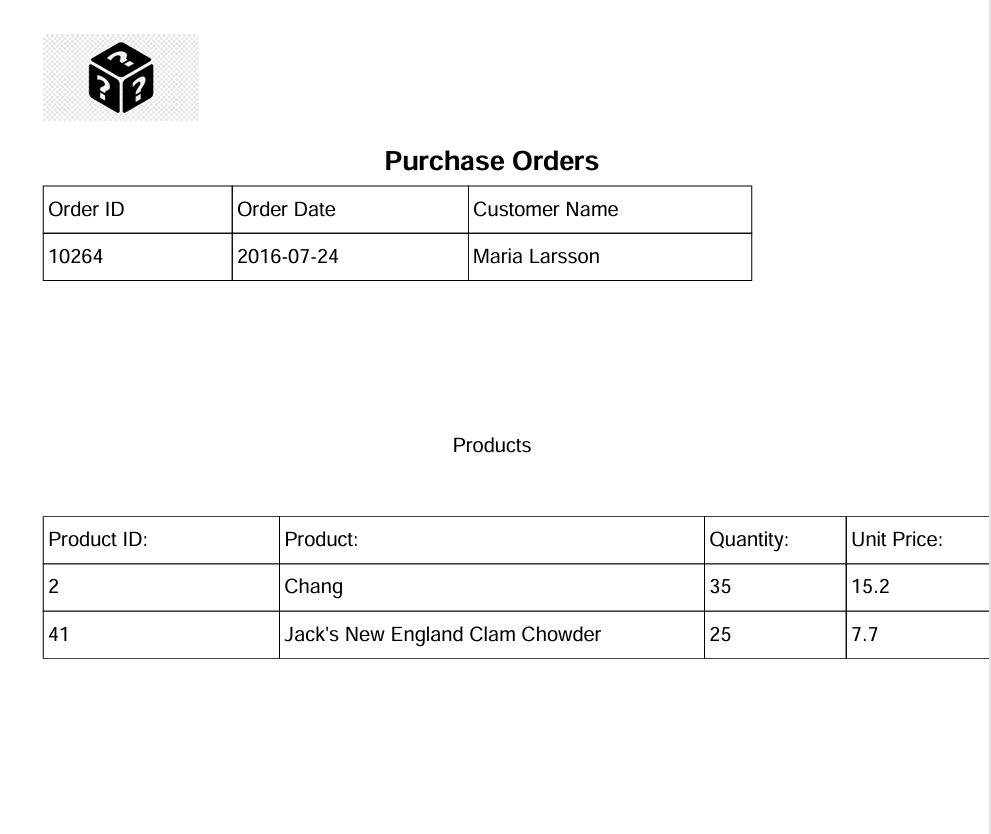 ? ? ?
Purchase Orders
Order ID Order Date Customer Name
10264 2016-07-24 Maria Larsson
Products
Product ID: Product: Quantity: Unit Price:
2 Chang 35 15.2
41 Jack's New England Clam Chowder 25 7.7